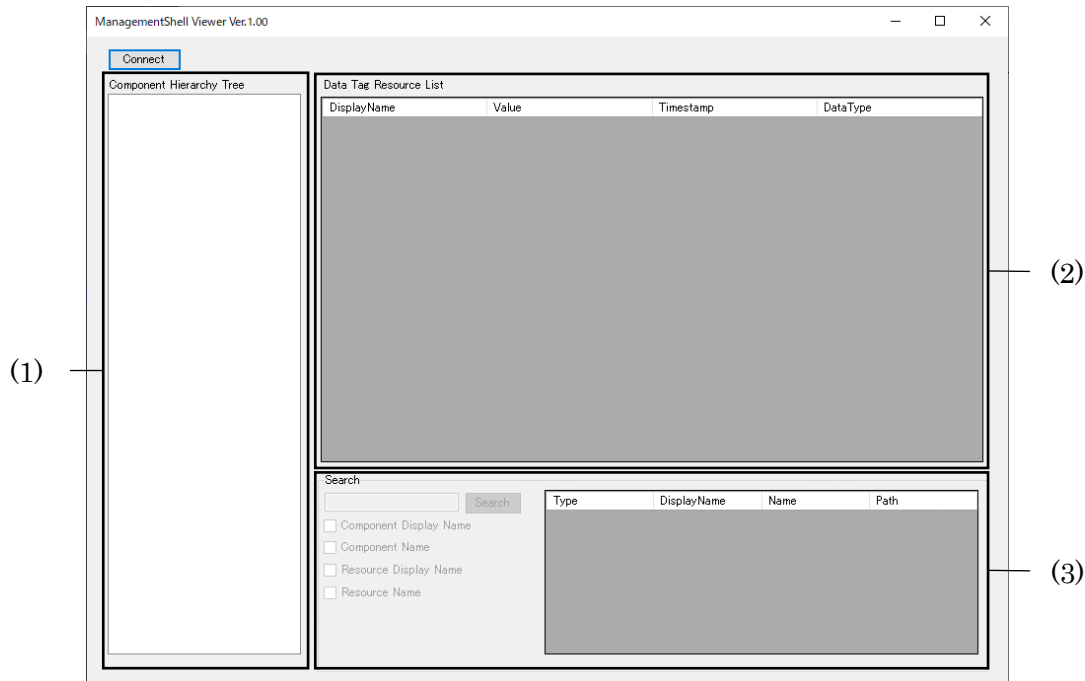 ManagementShell Viewer Ver.1.00
Connect
Component Hierarchy Tree
Data Tag Resource List
DisplayName Value Timestamp DataType
(1)
(2)
Search
Search
Component Display Name
Component Name
Resource Display Name
Resource Name
Type DisplayName Name Path
(3)